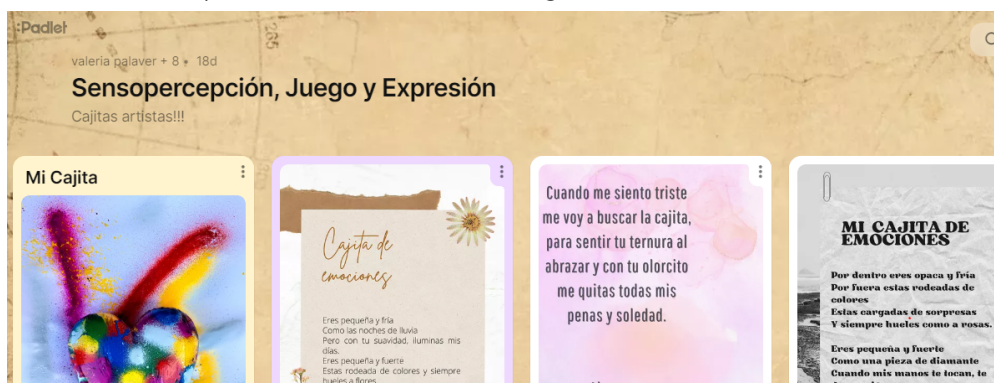 :Padlet
valeria palaver + 8 • 18d
Sensopercepción, Juego y Expresión
Cajitas artistas!!!
Mi Cajita
Cajita de
emociones
Eres pequeña y fría
Como las noches de lluvia
Pero con tu suavidad, iluminas mis
días.
Eres pequeña y fuerte
Estas rodeada de colores y siempre
hueles a flores
Cuando me siento triste
me voy a buscar la cajita,
para sentir tu ternura al
abrazar y con tu olorcito
me quitas todas mis
penas y soledad.
MI CAJITA DE
EMOCIONES
Por dentro eres opaca y fría
Por fuera estas rodeadas de
colores
Estas cargadas de sorpresas
Y siempre hueles como a rosas.
Eres pequeña y fuerte
Como una pieza de diamante
Cuando mis manos te tocan, te